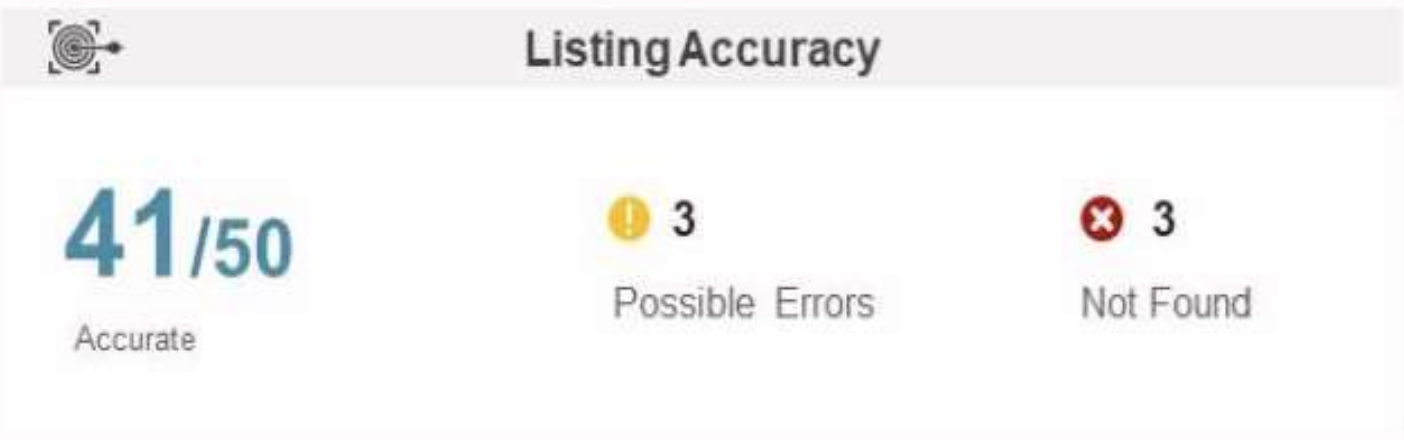 Listing Accuracy
41/50
Accurate
3
Possible Errors
3
Not Found